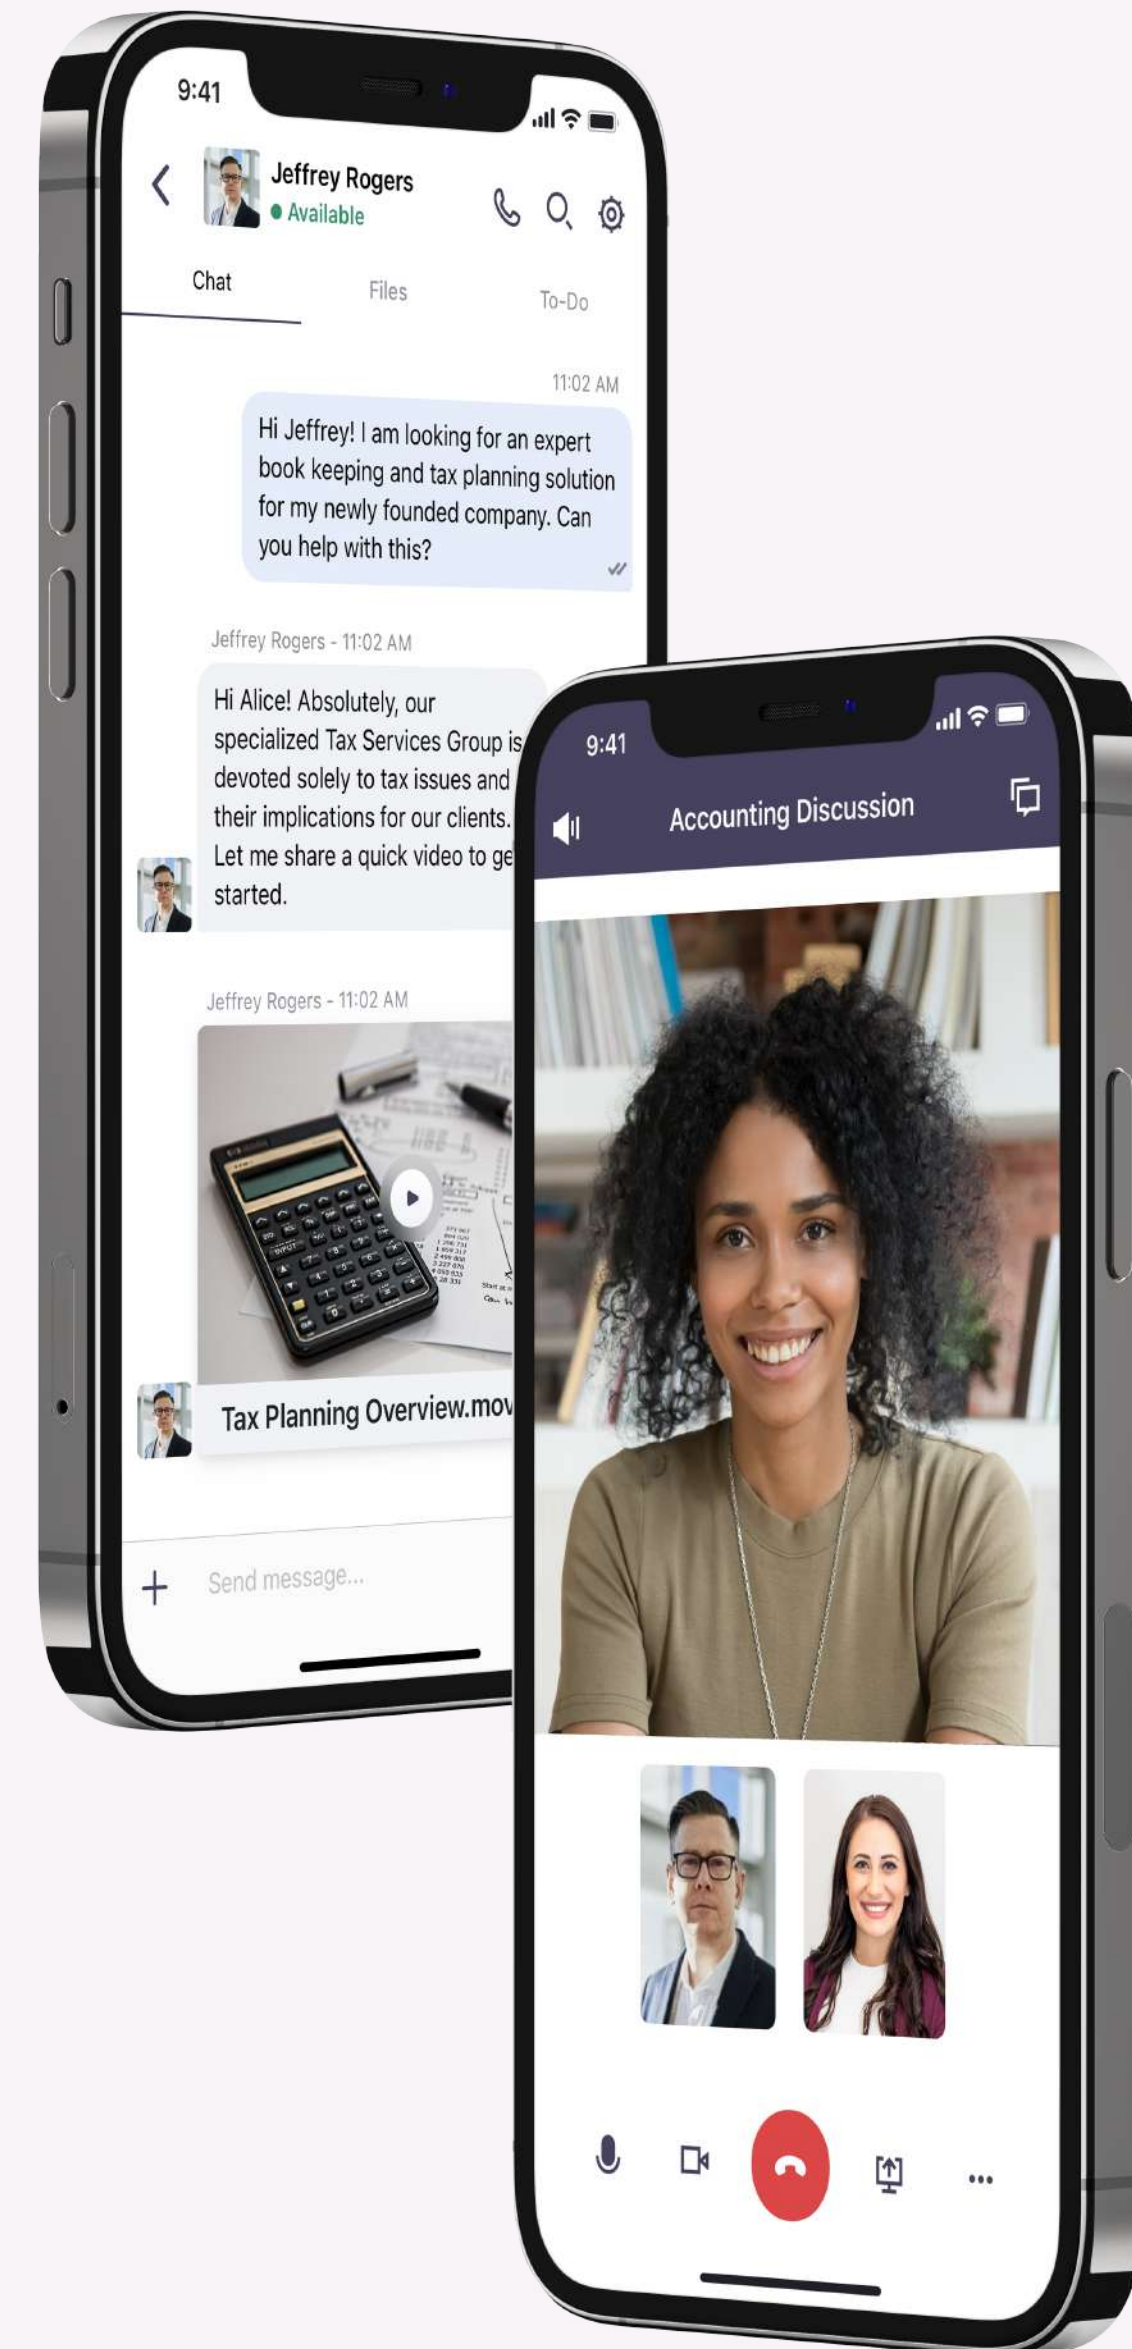 9:41
Jeffrey Rogers
Available
Chat
Files
To-Do
11:02 AM
Hi Jeffrey! I am looking for an expert
book keeping and tax planning solution
for my newly founded company. Can
you help with this?
Jeffrey Rogers - 11:02 AM
Hi Alice! Absolutely, our
specialized Tax Services Group is
devoted solely to tax issues and
their implications for our clients.
Let me share a quick video to ge
started.
Jeffrey Rogers - 11:02 AM
Tax Planning Overview.mov
Send message...
9:41
Accounting Discussion